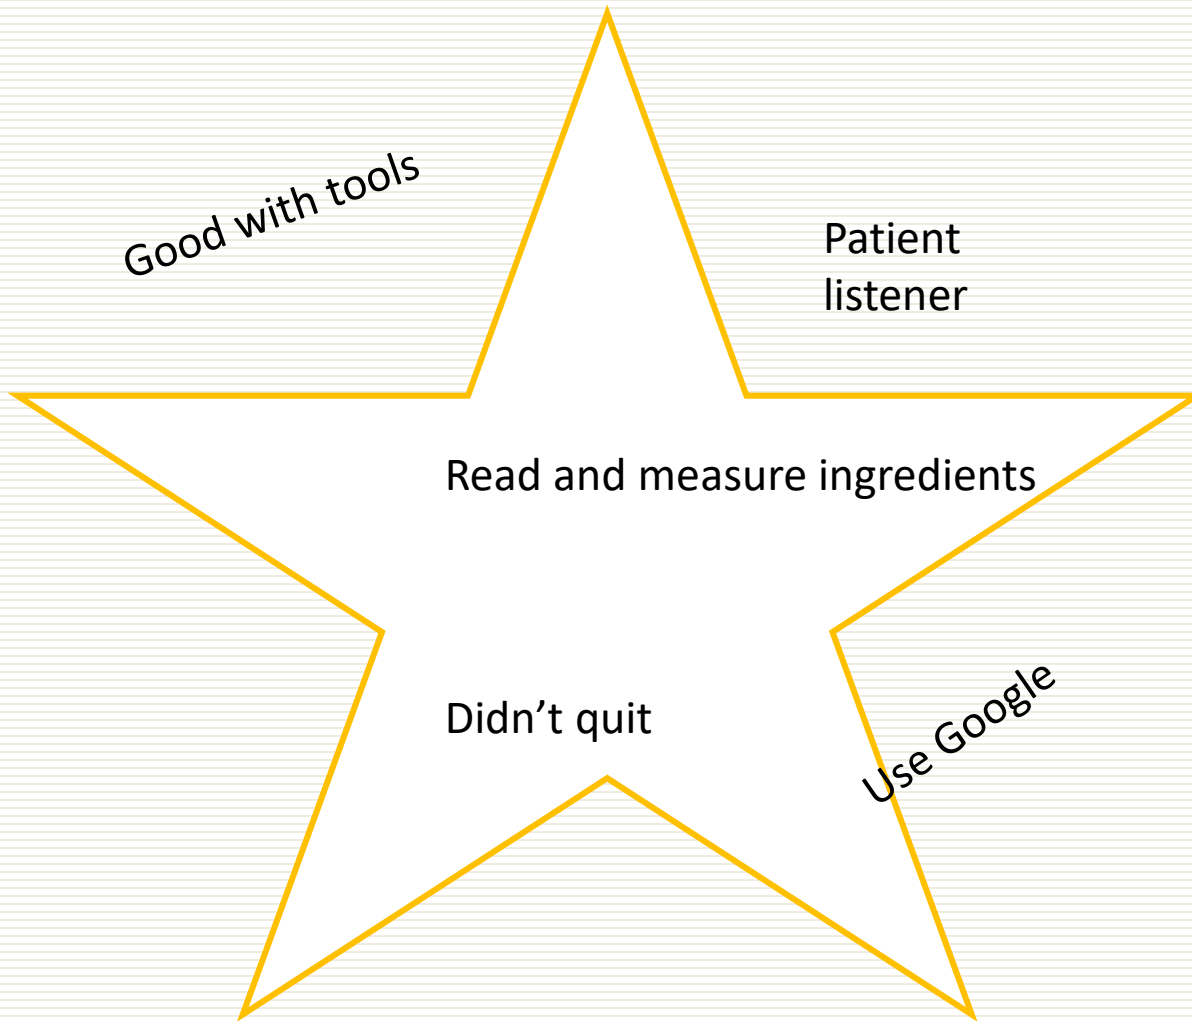 Good with tools
Patient
listener
Read and measure ingredients
Didn’t quit
Use Google